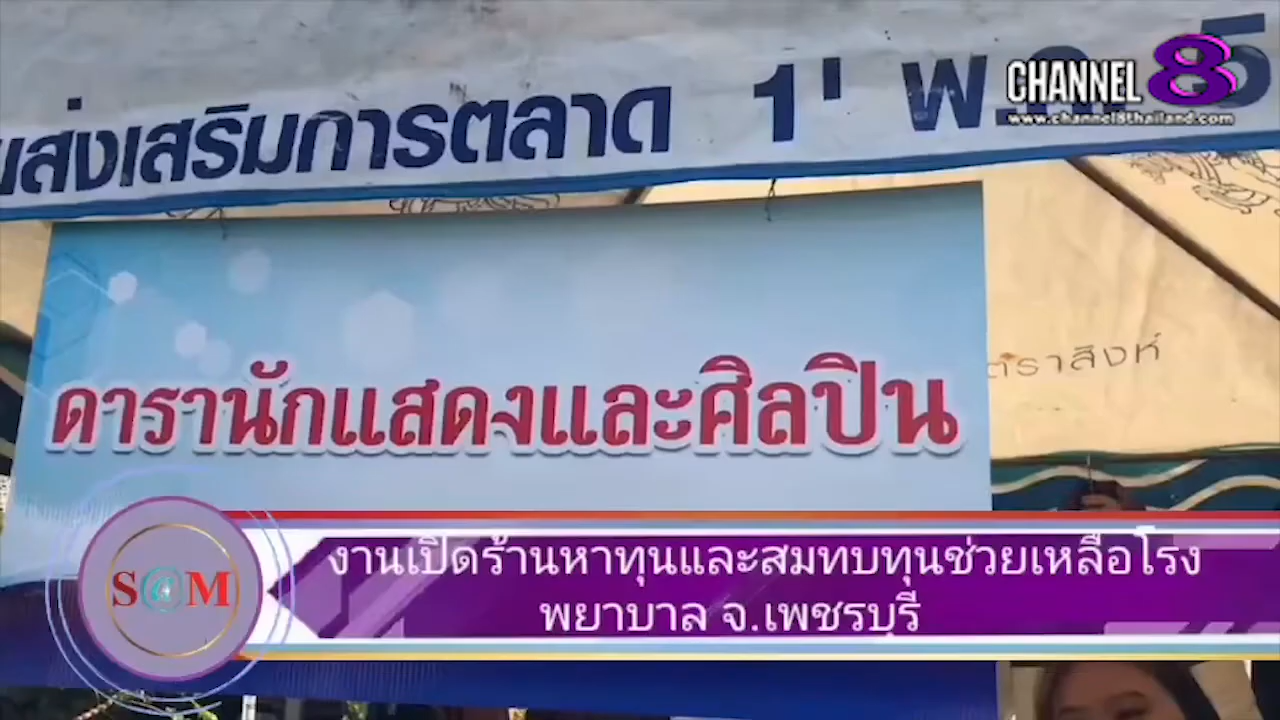 ส่งเสริมการตลาด 1' พ.ค. 5
CHANNEL 8
www.channel8thailand.com
ตราสิงห์
ดารานักแสดงและศิลปิน
S@M
งานเปิดร้านหาทุนและสมทบทุนช่วยเหลือโรง
พยาบาล จ.เพชรบุรี